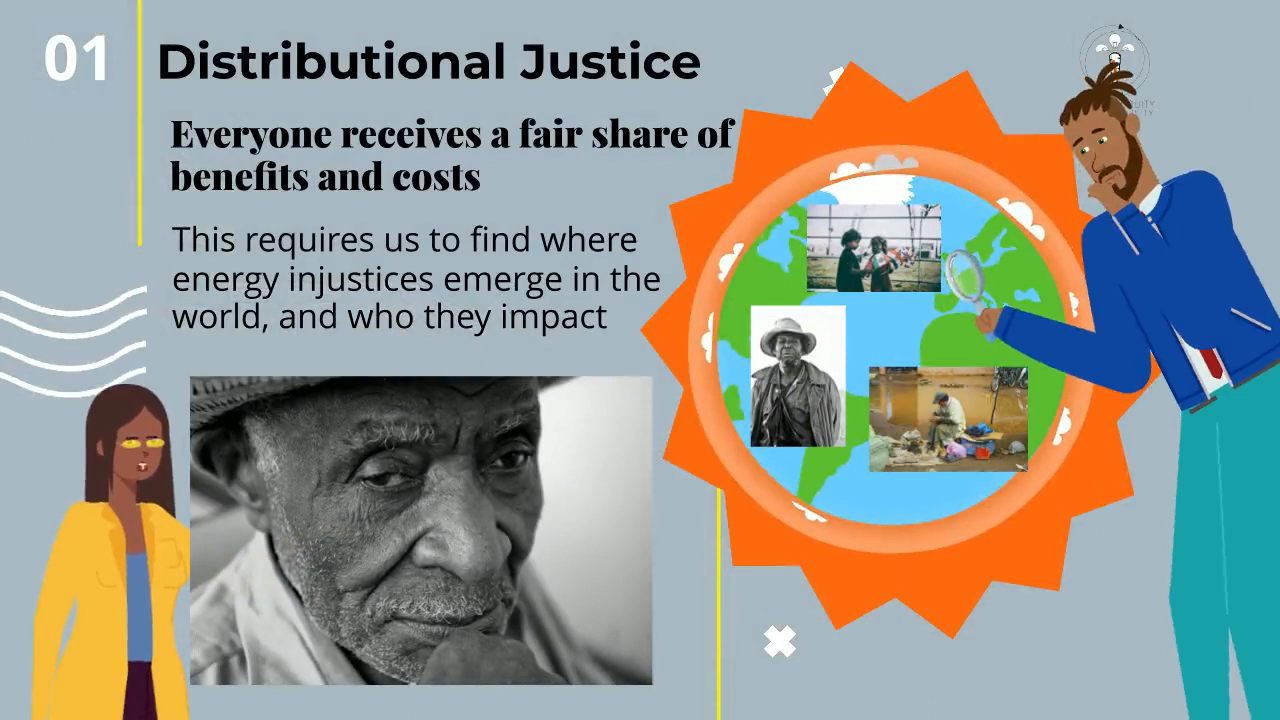 01
Distributional Justice
Everyone receives a fair share of
benefits and costs
This requires us to find where
energy injustices emerge in the
world, and who they impact